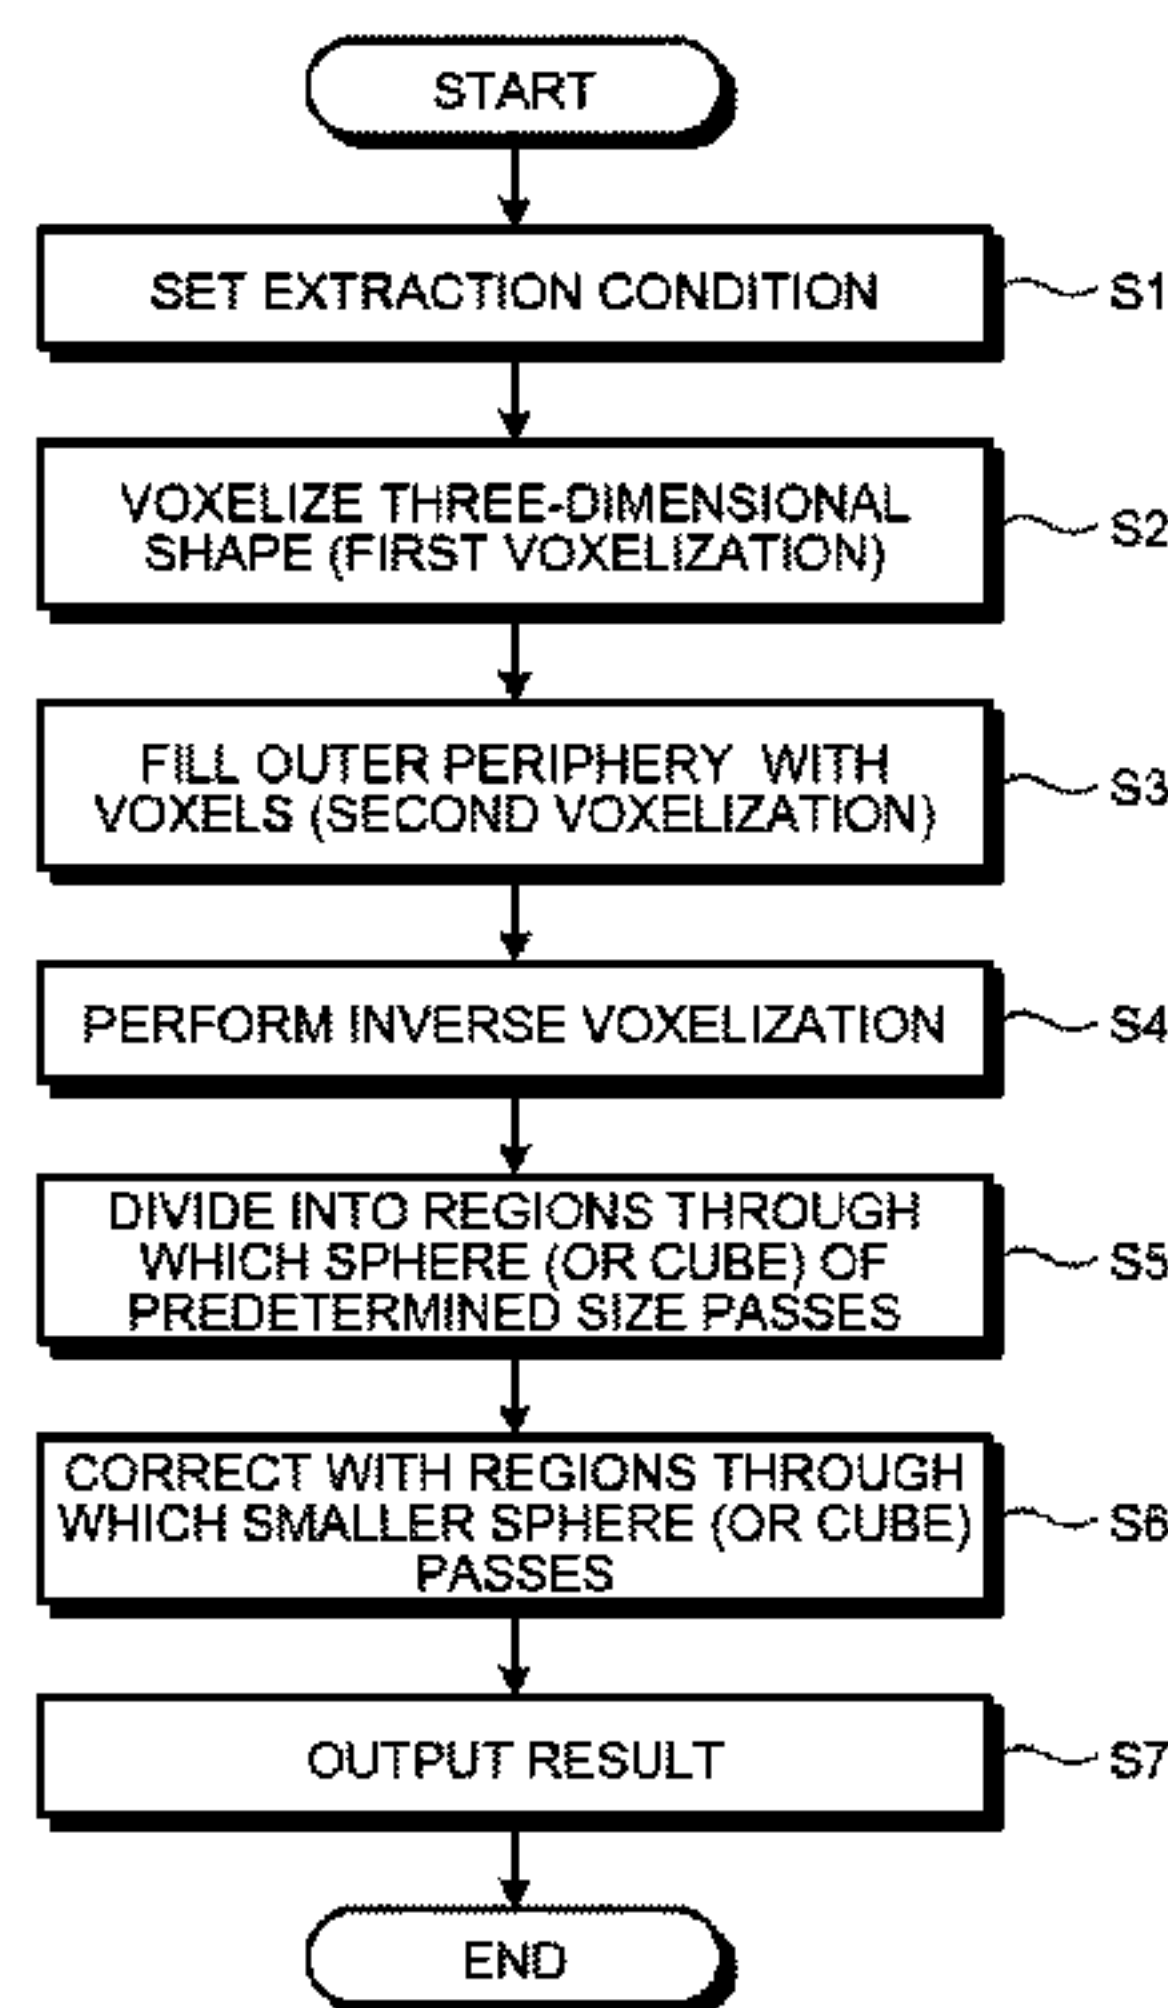 START
SET EXTRACTION CONDITION
S1
VOXELIZE THREE-DIMENSIONAL
SHAPE (FIRST VOXELIZATION)
S2
FILL OUTER PERIPHERY WITH
VOXELS (SECOND VOXELIZATION)
S3
PERFORM INVERSE VOXELIZATION
S4
DIVIDE INTO REGIONS THROUGH
WHICH SPHERE (OR CUBE) OF
PREDETERMINED SIZE PASSES
S5
CORRECT WITH REGIONS THROUGH
WHICH SMALLER SPHERE (OR CUBE)
PASSES
S6
OUTPUT RESULT
S7
END